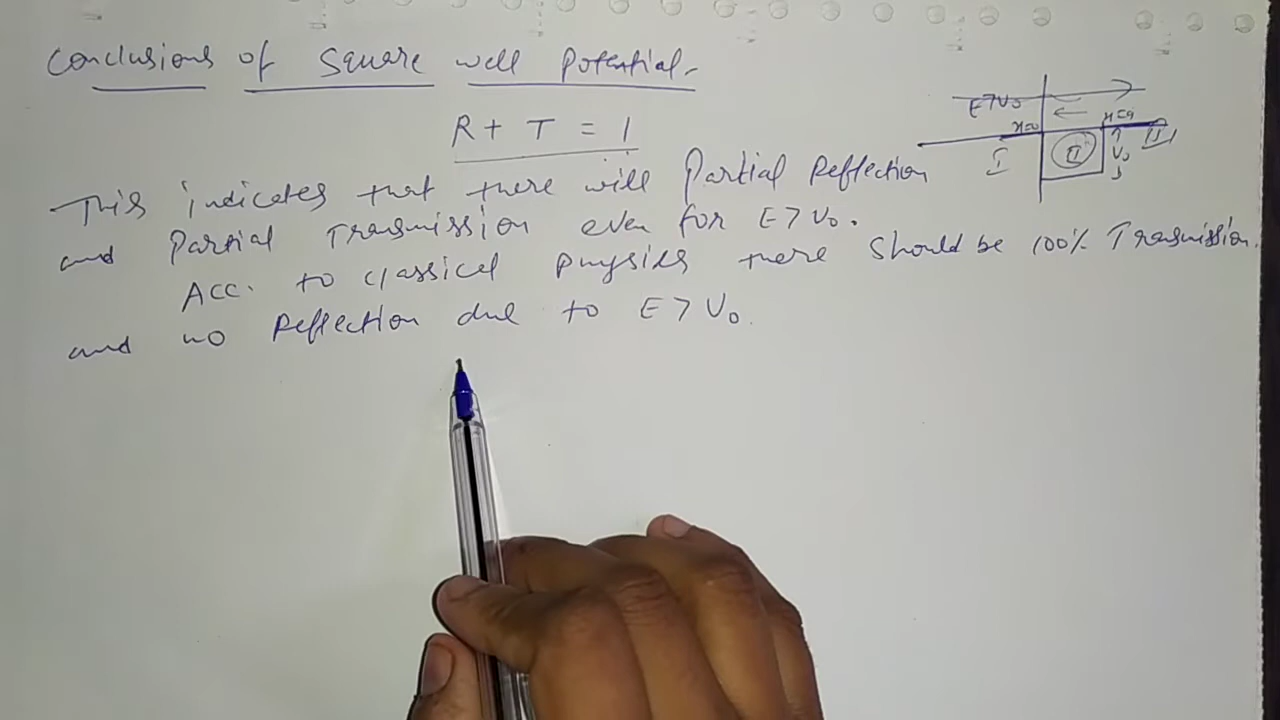 Conclusions of Square well Potential.
R + T = 1
This indicates that there will Partial Reflection
and Partial Transmission even for E > V₀.
Acc. to classical physics there should be 100% Transmission.
and no Reflection due to E > V₀.
E > V₀
x=0
x=a
I
II
V₀
III